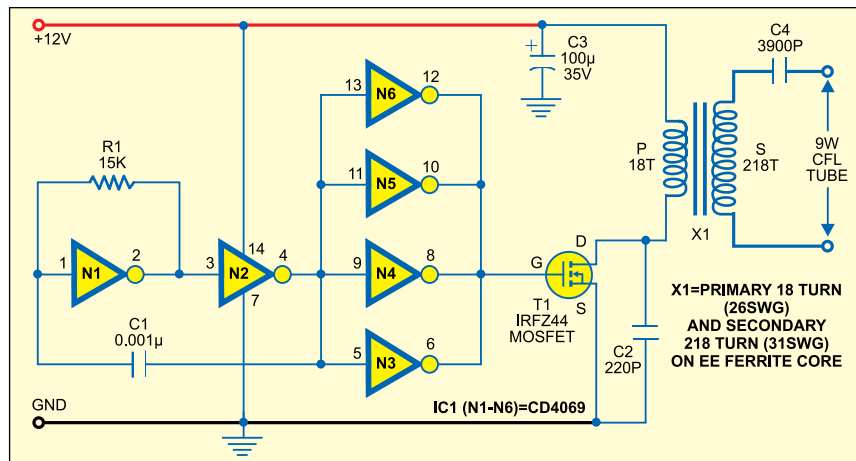 +12V
R1
15K
1
N1
2
3
N2
14
4
7
C1
0.001µ
13
N6
12
11
N5
10
9
N4
8
5
N3
6
+
C3
100µ
35V
G
D
S
T1
IRFZ44
MOSFET
C2
220P
P
18T
S
218T
X1
C4
3900P
9W
CFL
TUBE
X1=PRIMARY 18 TURN
(26SWG)
AND SECONDARY
218 TURN (31SWG)
ON EE FERRITE CORE
GND
IC1 (N1-N6)=CD4069